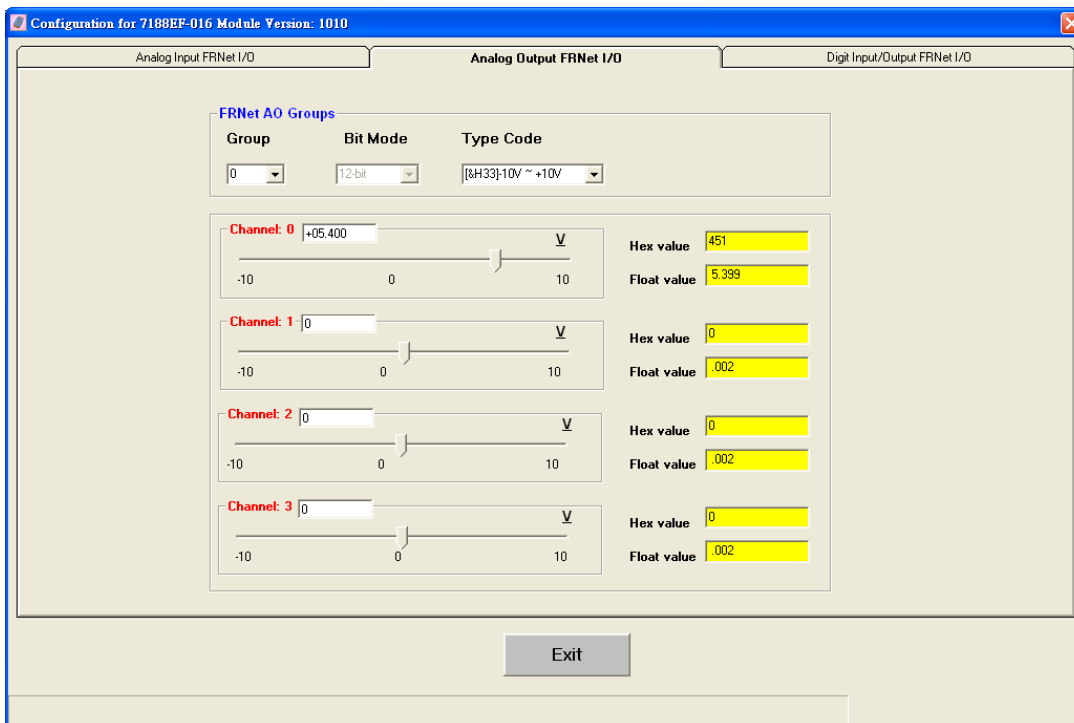 Configuration for 7188EF-016 Module Version: 1010
Analog Input FRNet I/O Analog Output FRNet I/O Digit Input/Output FRNet I/O
FRNet AO Groups
Group Bit Mode Type Code
0 12-bit [&H33]-10V ~ +10V
Channel: 0 +05.400 V
-10 0 10
Hex value 451
Float value 5.399
Channel: 1 0 V
-10 0 10
Hex value 0
Float value .002
Channel: 2 0 V
-10 0 10
Hex value 0
Float value .002
Channel: 3 0 V
-10 0 10
Hex value 0
Float value .002
Exit